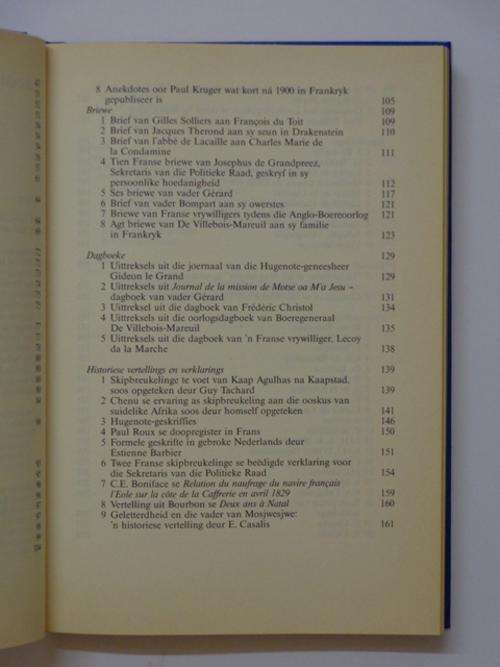 8 Anekdotes oor Paul Kruger wat kort ná 1900 in Frankryk
gepubliseer is 105
Briewe 109
1 Brief van Gilles Solliers aan François du Toit 109
2 Brief van Jacques Therond aan sy seun in Drakenstein 110
3 Brief van l'abbé de Lacaille aan Charles Marie de
la Condamine 111
4 Tien Franse briewe van Josephus de Grandpreez,
Sekretaris van die Politieke Raad, geskryf in sy
persoonlike hoedanigheid 112
5 Ses briewe van vader Gérard 117
6 Brief van vader Bompart aan sy owerstes 121
7 Briewe van Franse vrywilligers tydens die Anglo-Boereoorlog 121
8 Agt briewe van De Villebois-Mareuil aan sy familie
in Frankryk 123
Dagboeke 129
1 Uittreksels uit die joernaal van die Hugenote-geneesheer
Gideon le Grand 129
2 Uittreksels uit Journal de la mission de Motse oa M'a Jesu –
dagboek van vader Gérard 131
3 Uittreksel uit die dagboek van Frédéric Christol 134
4 Uittreksels uit die oorlogsdagboek van Boeregeneraal
De Villebois-Mareuil 135
5 Uittreksels uit die dagboek van 'n Franse vrywilliger, Lecoy
da la Marche 138
Historiese vertellings en verklarings 139
1 Skipbreukelinge te voet van Kaap Agulhas na Kaapstad,
soos opgeteken deur Guy Tachard 139
2 Chenu se ervaring as skipbreukeling aan die ooskus van
suidelike Afrika soos deur homself opgeteken 141
3 Hugenote-geskriffies 146
4 Paul Roux se doopregister in Frans 150
5 Formele geskrifte in gebroke Nederlands deur
Estienne Barbier 151
6 Twee Franse skipbreukelinge se beëdigde verklaring voor
die Sekretaris van die Politieke Raad 154
7 C.E. Boniface se Relation du naufrage du navire français
l'Eole sur la côte de la Caffrerie en avril 1829 159
8 Vertelling uit Bourbon se Deux ans à Natal 160
9 Geletterdheid en die vader van Mosjwesjwe:
'n historiese vertelling deur E. Casalis 161